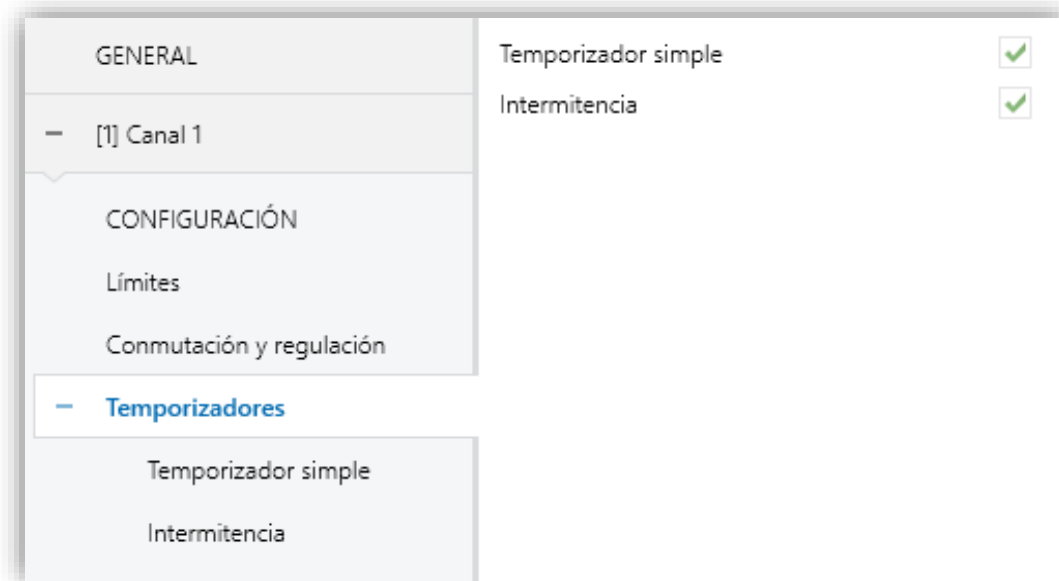 GENERAL
[1] Canal 1
CONFIGURACIÓN
Límites
Conmutación y regulación
Temporizadores
Temporizador simple
Intermitencia
Temporizador simple
Intermitencia